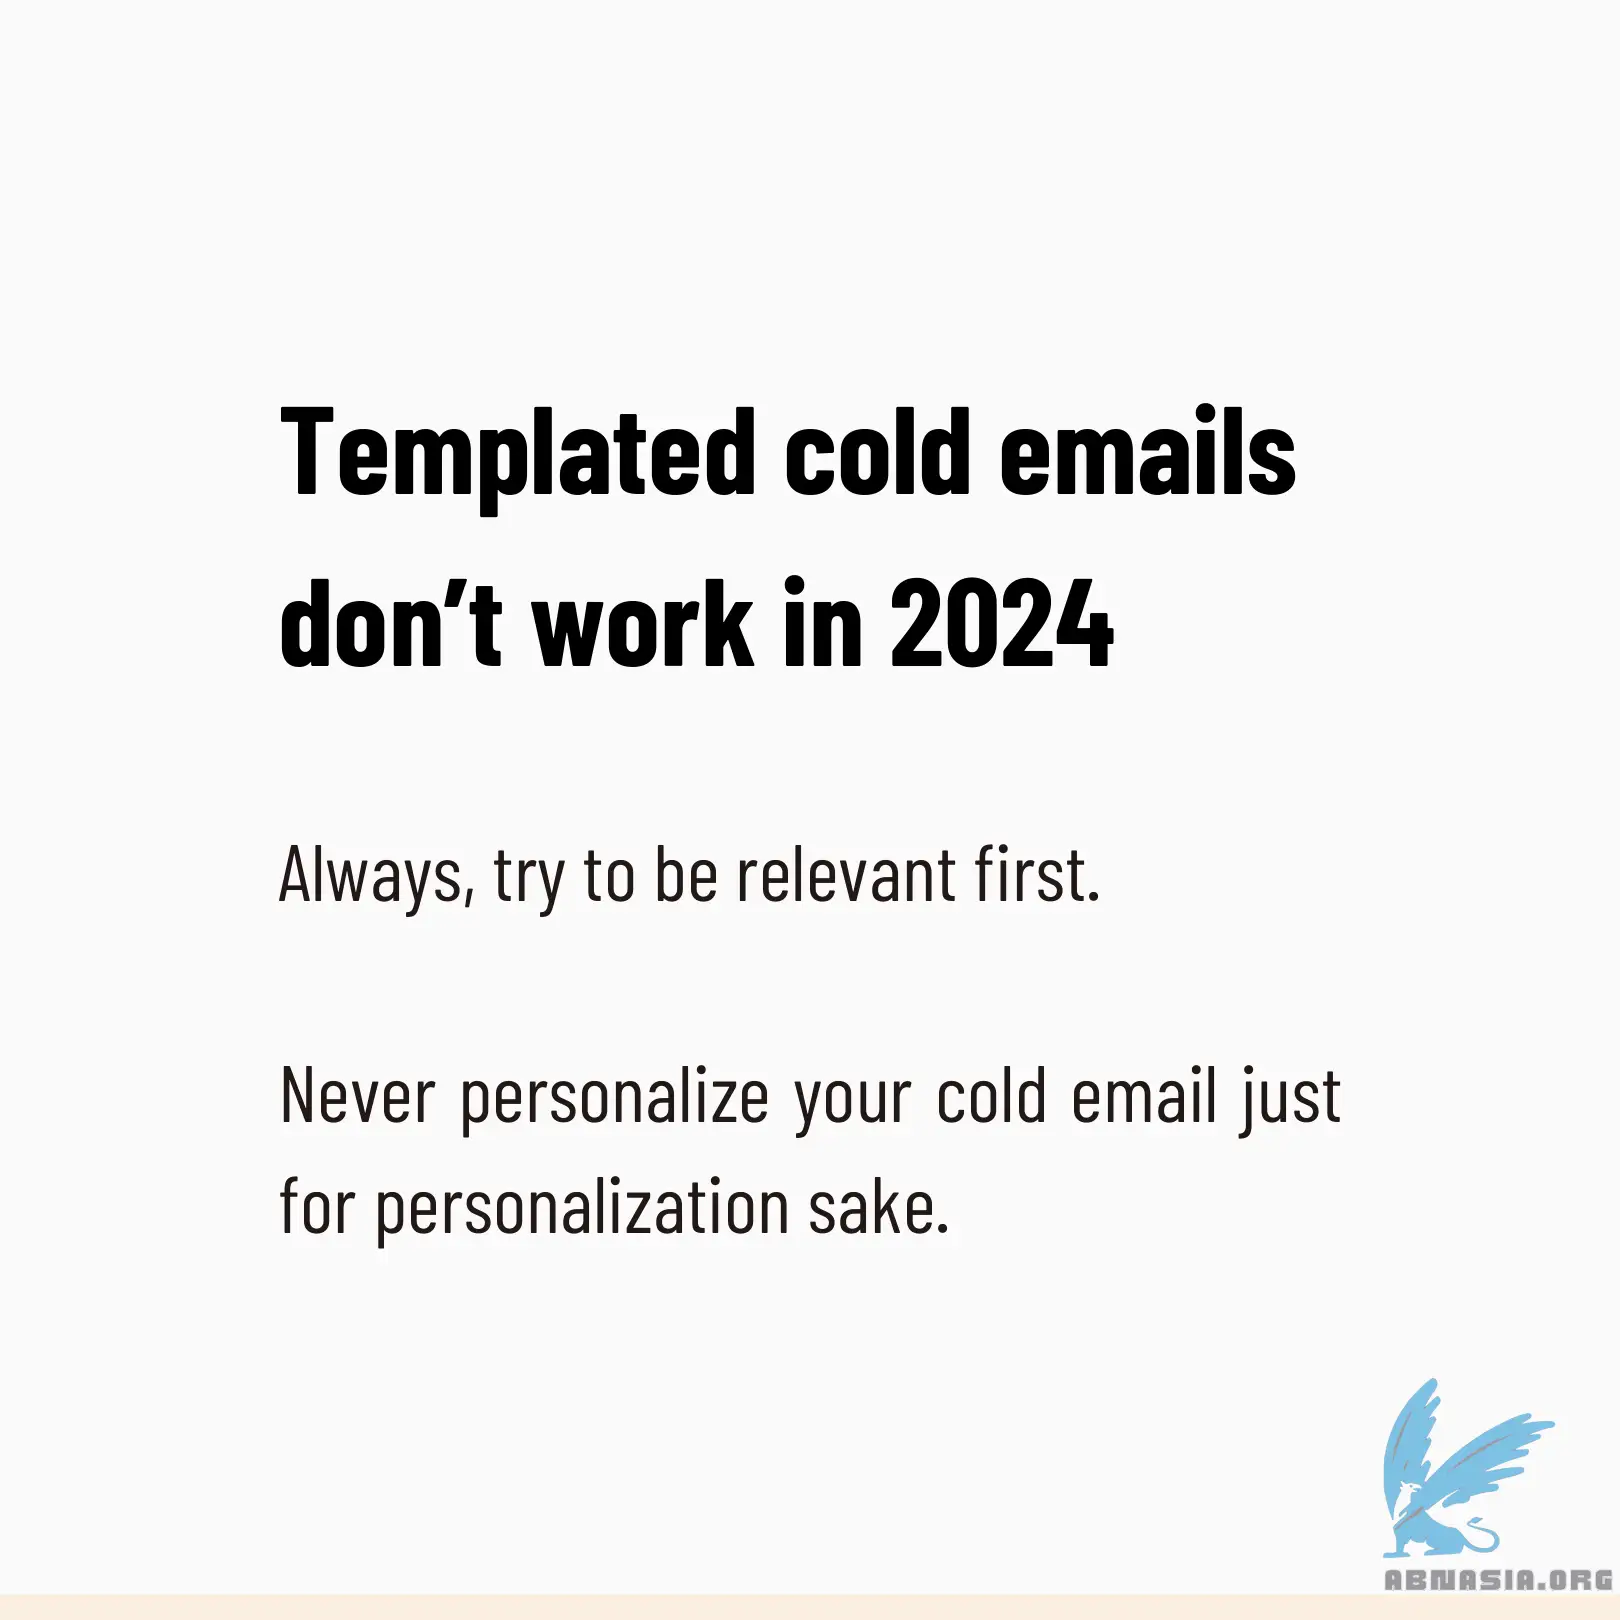 Templated cold emails
don’t work in 2024
Always, try to be relevant first.
Never personalize your cold email just
for personalization sake.
ABNASIA.ORG